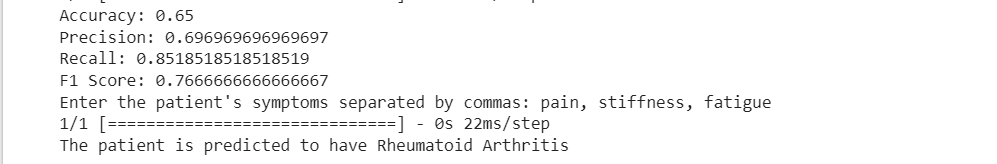 Accuracy: 0.65
Precision: 0.696969696969697
Recall: 0.8518518518518519
F1 Score: 0.7666666666666667
Enter the patient's symptoms separated by commas: pain, stiffness, fatigue
1/1 [==============================] - 0s 22ms/step
The patient is predicted to have Rheumatoid Arthritis